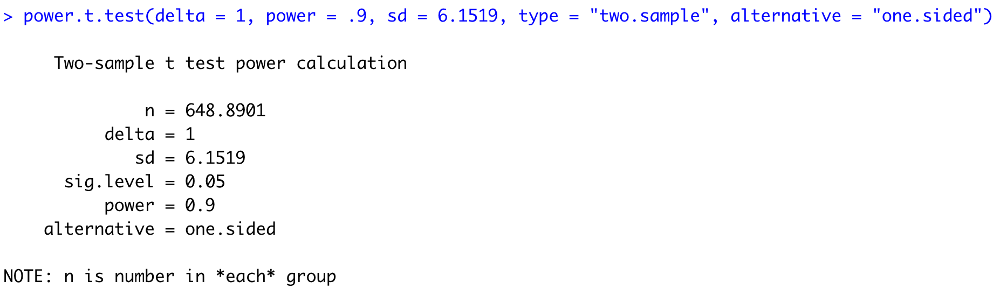 > power.t.test(delta = 1, power = .9, sd = 6.1519, type = "two.sample", alternative = "one.sided")
Two-sample t test power calculation
n = 648.8901
delta = 1
sd = 6.1519
sig.level = 0.05
power = 0.9
alternative = one.sided
NOTE: n is number in *each* group